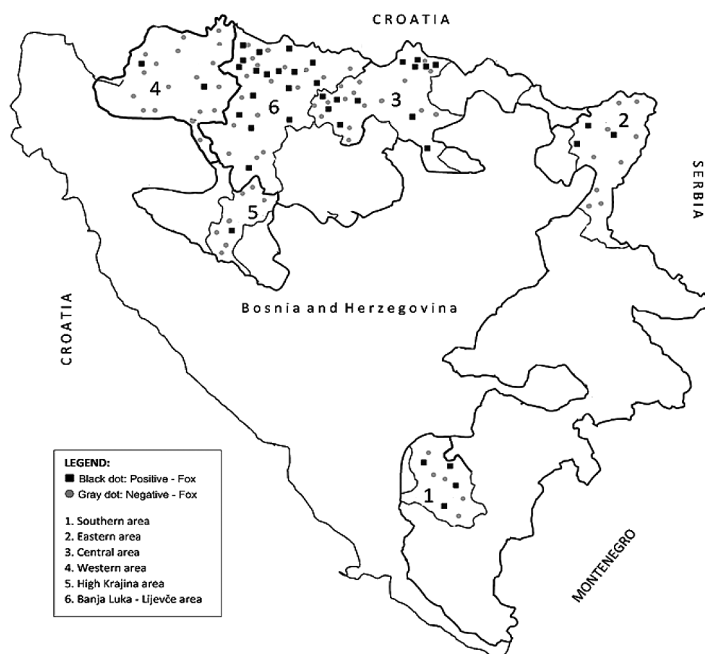 CROATIA
4
6
3
2
5
SERBIA
Bosnia and Herzegovina
CROATIA
1
MONTENEGRO
LEGEND:
Black dot: Positive - Fox
Gray dot: Negative - Fox
1. Southern area
2. Eastern area
3. Central area
4. Western area
5. High Krajina area
6. Banja Luka - Lijevče area